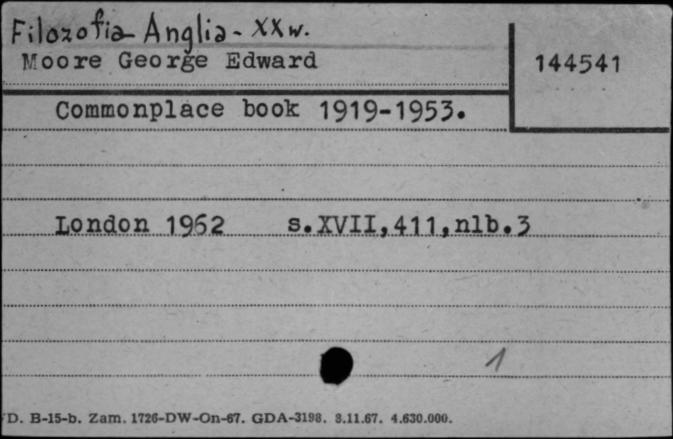 Filozofia - Anglia - XX w.
Moore George Edward
144541
Commonplace book 1919-1953.
London 1962 s.XVII,411,nlb.3
1
D. B-15-b. Zam. 1726-DW-On-67. GDA-3198. 3.11.67. 4.630.000.